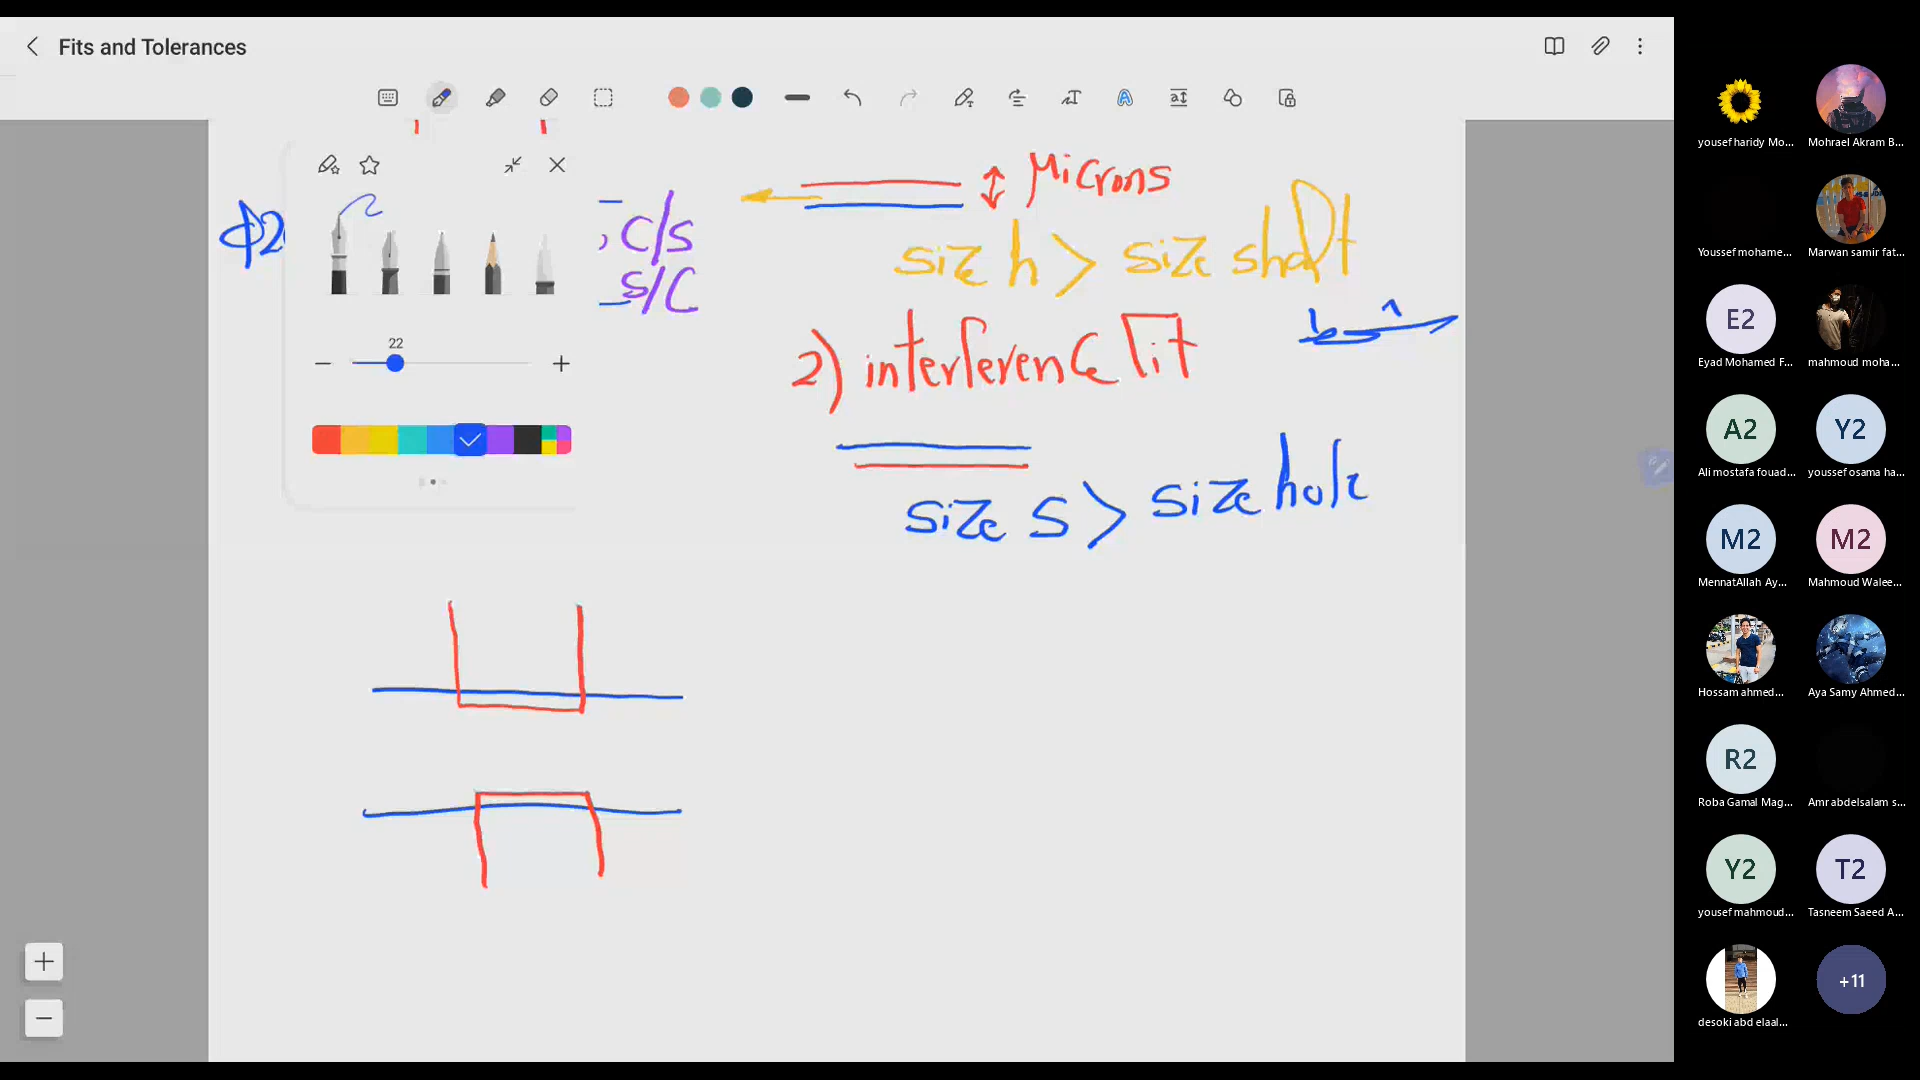 Fits and Tolerances
Microns
ϕ2
, C/S
S/C
size h > size shaft
2) interference fit
22
size s > size hole
yousef haridy Mo...
Mohrael Akram B...
Youssef mohame...
Marwan samir fat...
E2
Eyad Mohamed F...
mahmoud moha...
A2
Ali mostafa fouad...
Y2
youssef osama ha...
M2
MennatAllah Ay...
M2
Mahmoud Walee...
Hossam ahmed...
Aya Samy Ahmed...
R2
Roba Gamal Mag...
Amr abdelsalam s...
Y2
yousef mahmoud...
T2
Tasneem Saeed A...
desoki abd elaal...
+11